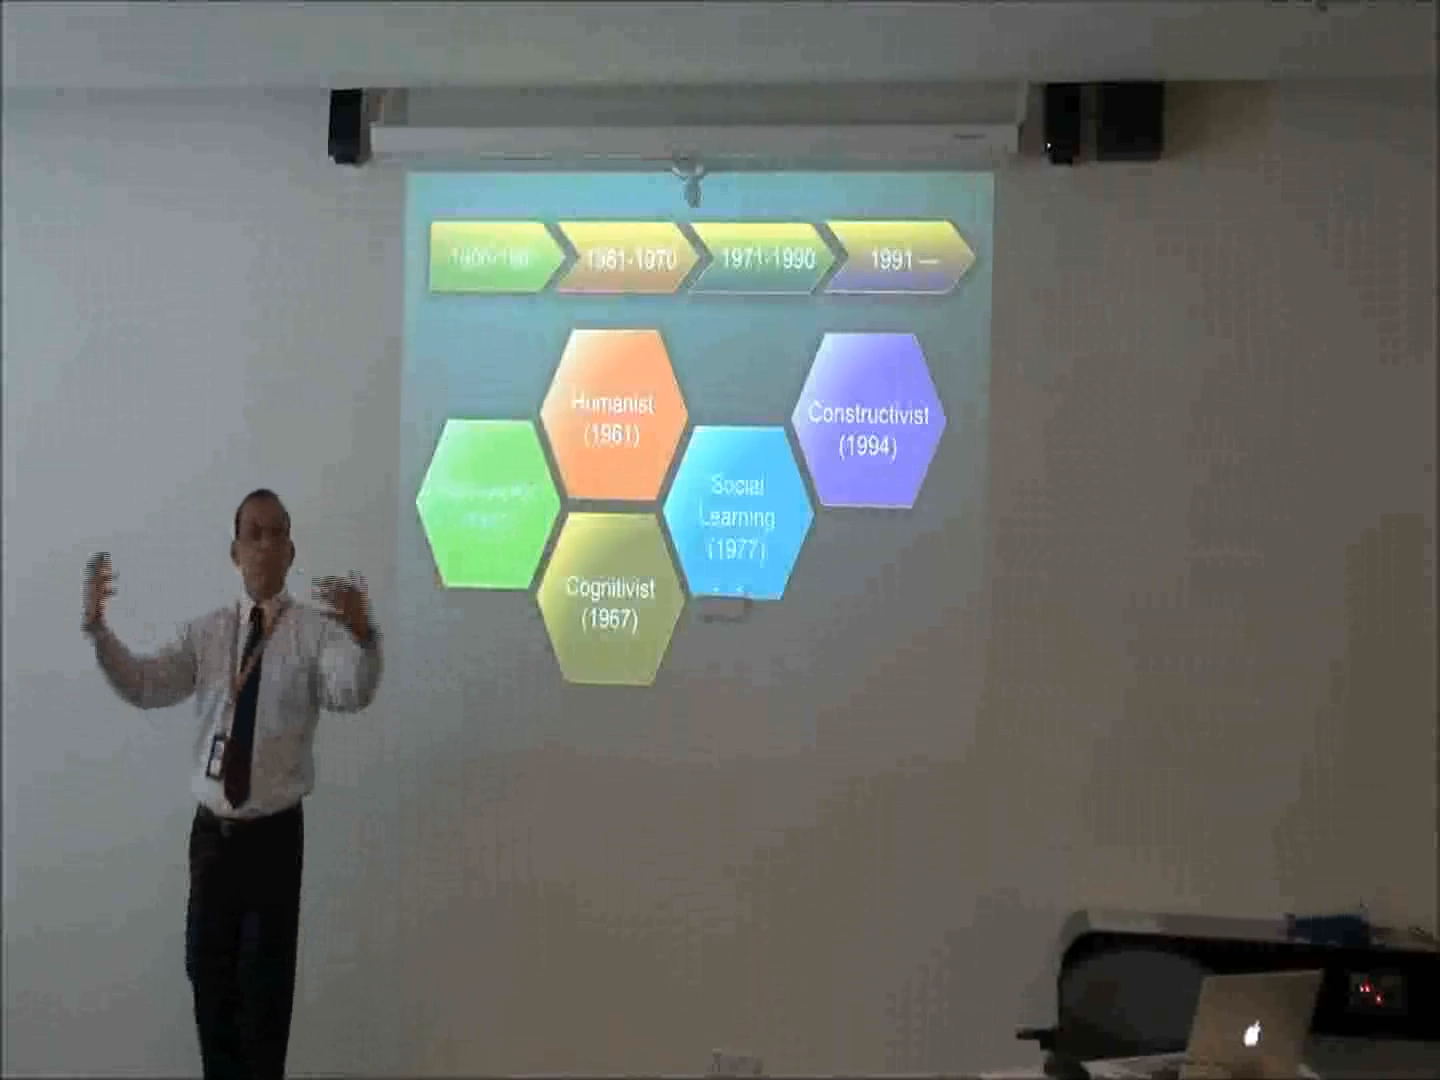 1961-1970
1971-1990
1991 —
Humanist
(1961)
Constructivist
(1994)
Social
Learning
(1977)
Cognitivist
(1967)